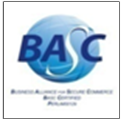 BASC
BUSINESS ALLIANCE FOR SECURE COMMERCE
BASC CERTIFIED